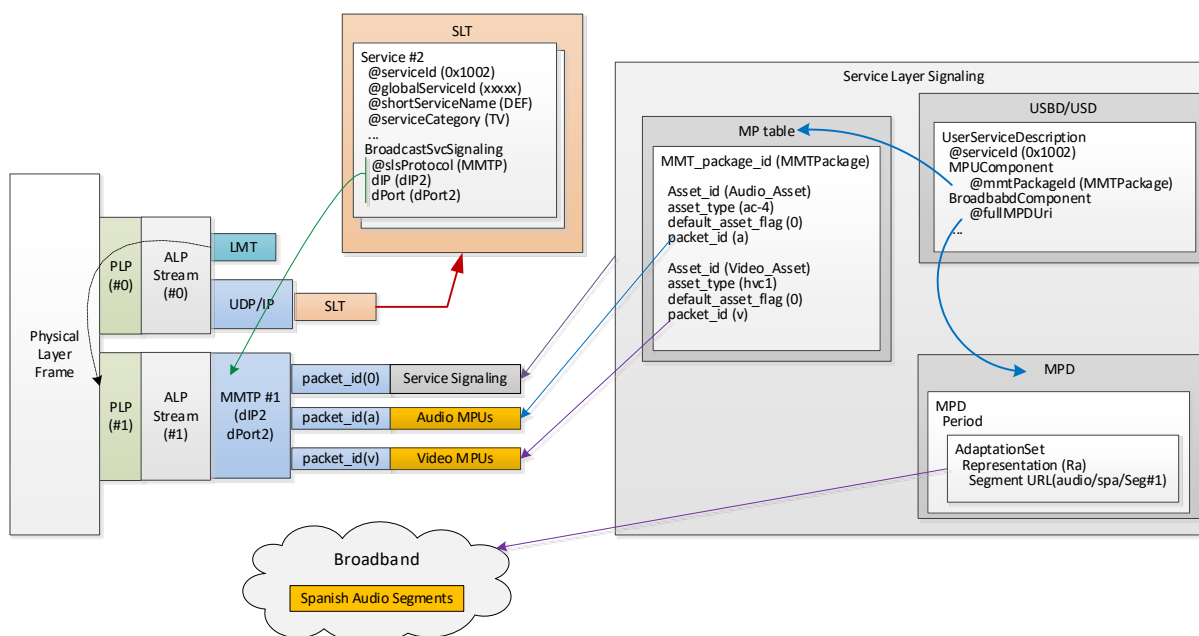 SLT
Service #2
@serviceId (0x1002)
@globalServiceId (xxxxx)
@shortServiceName (DEF)
@serviceCategory (TV)
...
BroadcastSvcSignaling
@slsProtocol (MMTP)
dIP (dIP2)
dPort (dPort2)
Physical
Layer
Frame
PLP
(#0)
ALP
Stream
(#0)
LMT
UDP/IP
SLT
PLP
(#1)
ALP
Stream
(#1)
MMTP #1
(dIP2
dPort2)
packet_id(0)
Service Signaling
packet_id(a)
Audio MPUs
packet_id(v)
Video MPUs
Broadband
Spanish Audio Segments
Service Layer Signaling
MP table
MMT_package_id (MMTPackage)
Asset_id (Audio_Asset)
asset_type (ac-4)
default_asset_flag (0)
packet_id (a)
Asset_id (Video_Asset)
asset_type (hvc1)
default_asset_flag (0)
packet_id (v)
USBD/USD
UserServiceDescription
@serviceId (0x1002)
MPUComponent
@mmtPackageId (MMTPackage)
BroadbabdComponent
@fullMPDUri
...
MPD
MPD
Period
AdaptationSet
Representation (Ra)
Segment URL(audio/spa/Seg#1)